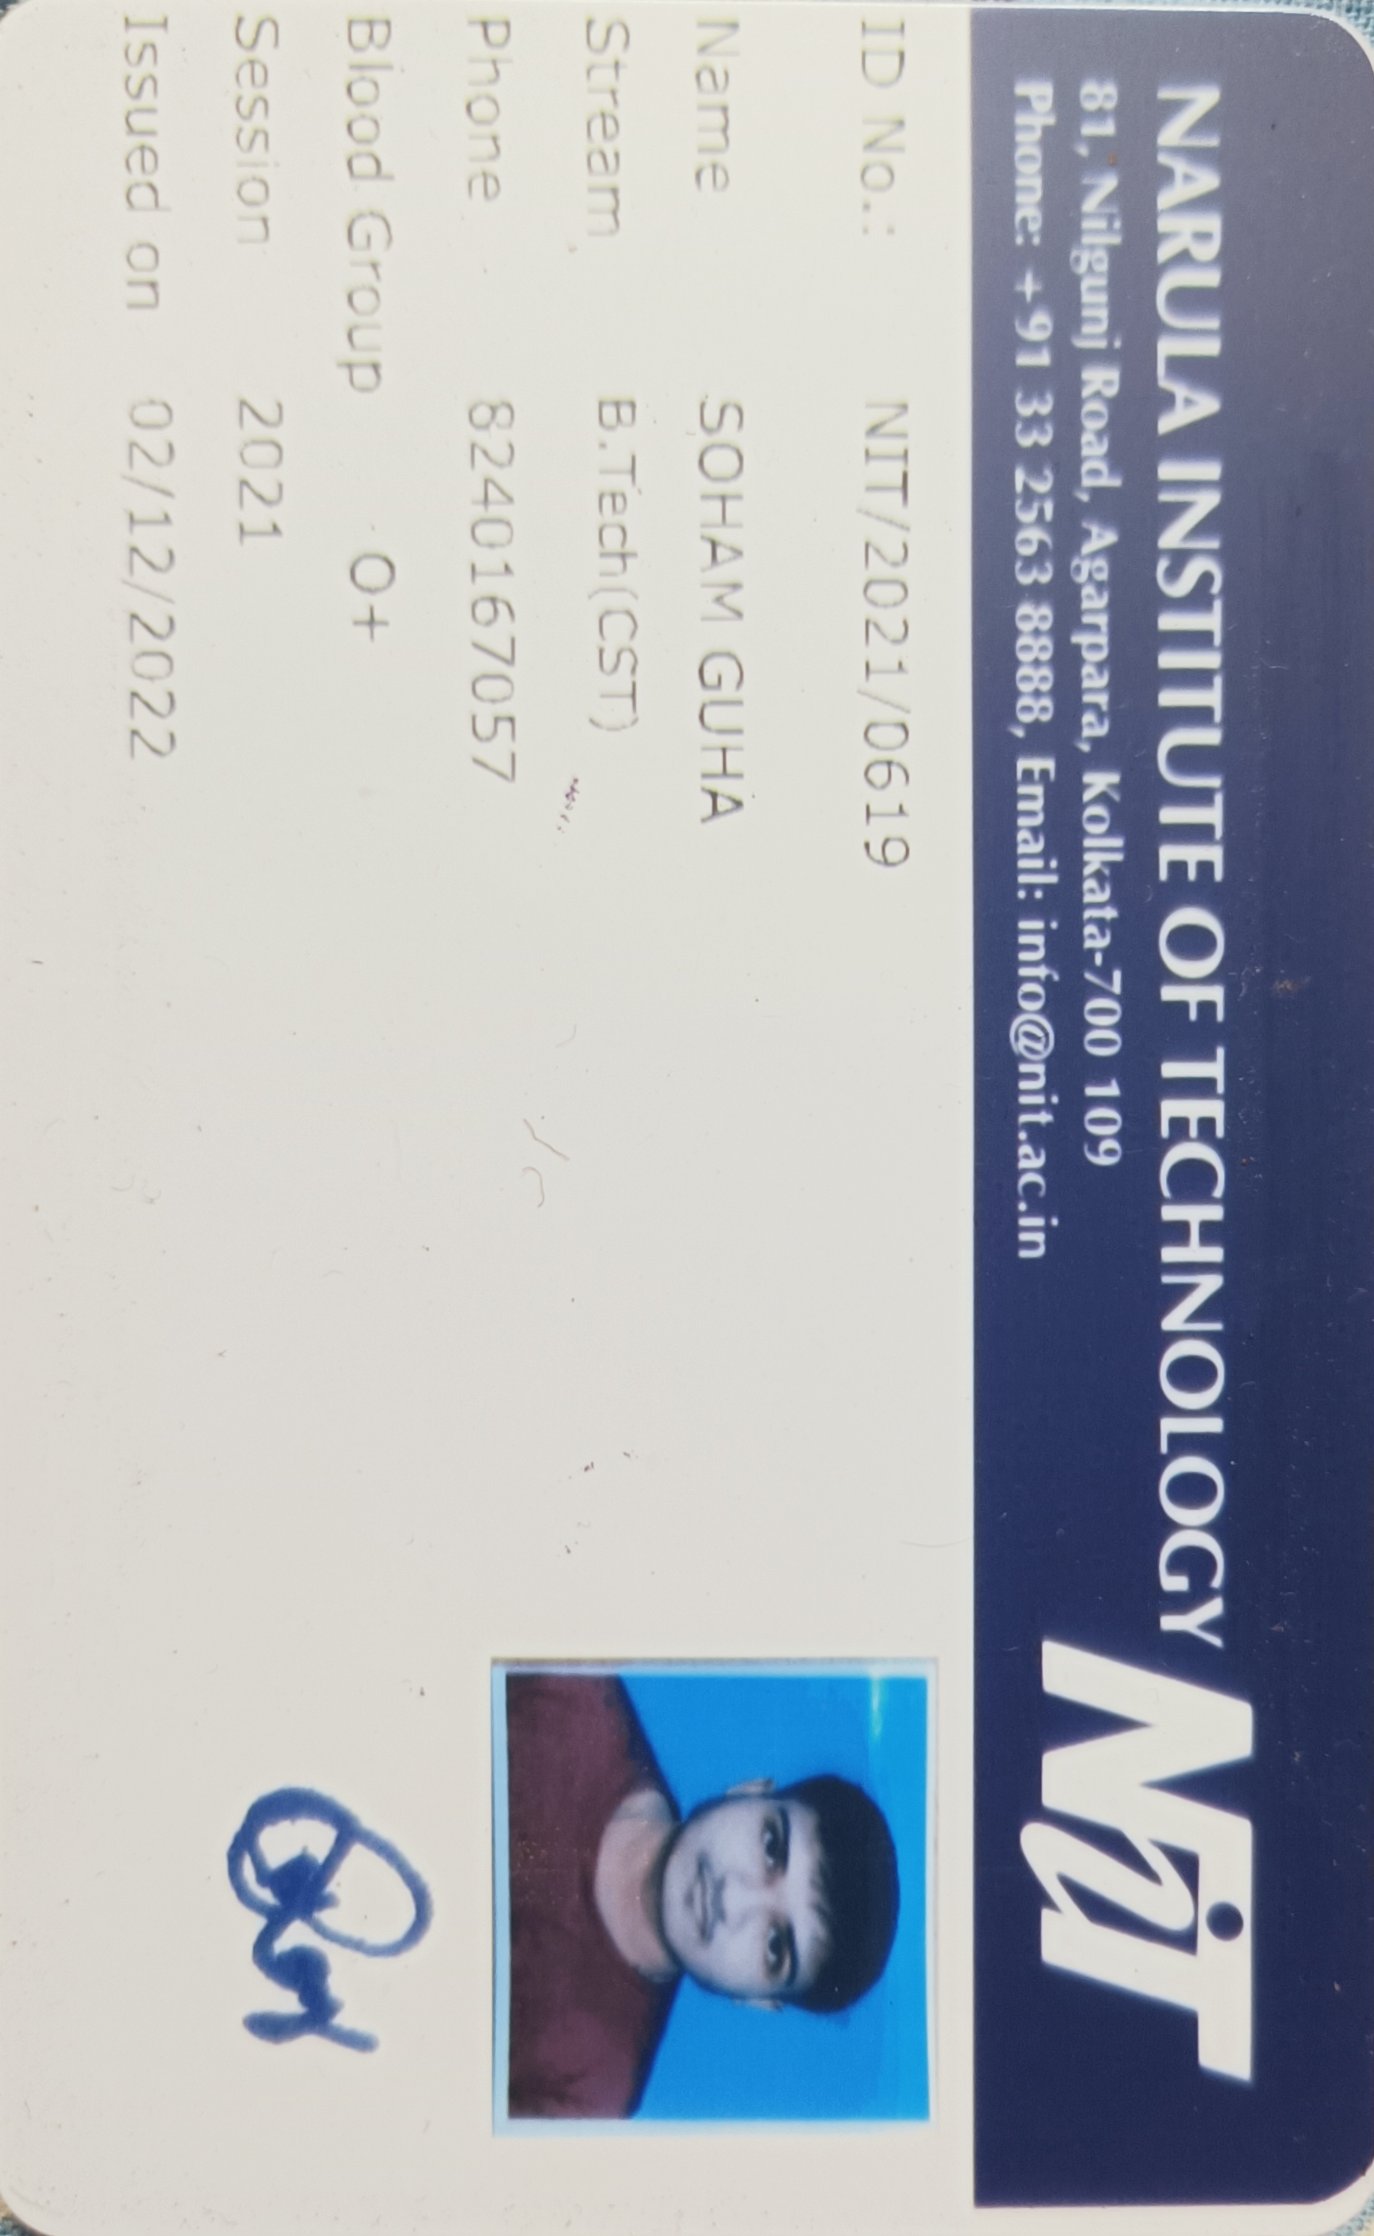 NARULA INSTITUTE OF TECHNOLOGY
NiT
81, Nilgunj Road, Agarpara, Kolkata-700 109
Phone: +91 33 2563 8888, Email: info@nit.ac.in
ID No.: NIT/2021/0619
Name SOHAM GUHA
Stream B.Tech(CST)
Phone 8240167057
Blood Group O+
Session 2021
Issued on 02/12/2022